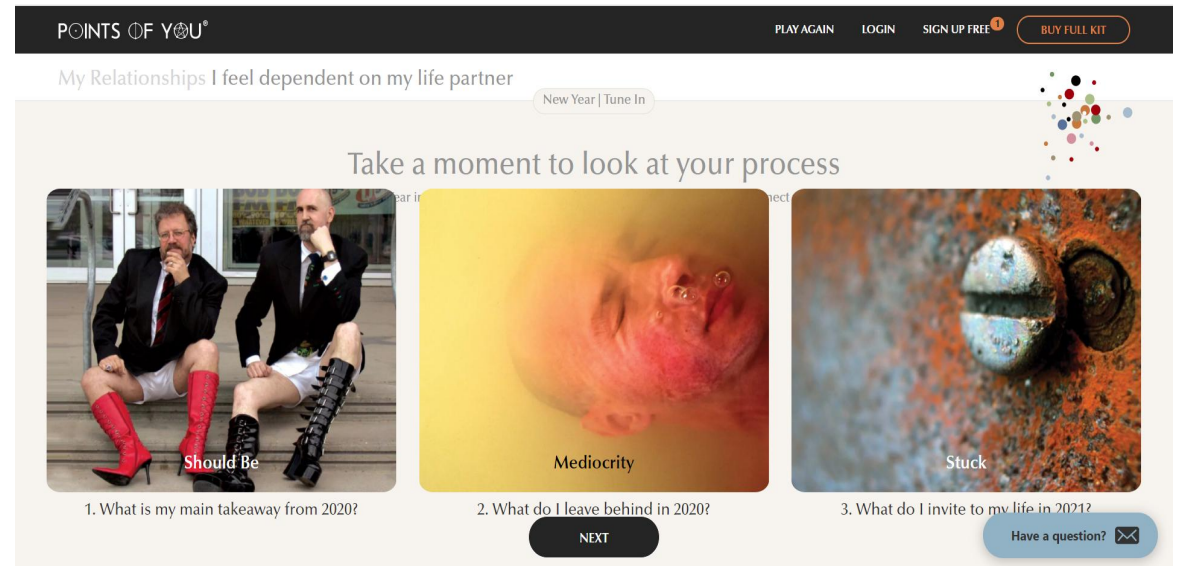 POINTS OF YOU®
PLAY AGAIN
LOGIN
SIGN UP FREE 1
BUY FULL KIT
My Relationships I feel dependent on my life partner
New Year | Tune In
Take a moment to look at your process
Should Be
Mediocrity
Stuck
1. What is my main takeaway from 2020?
2. What do I leave behind in 2020?
3. What do I invite to my life in 2021?
NEXT
Have a question?